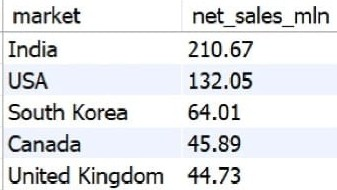 market net_sales_mln
India 210.67
USA 132.05
South Korea 64.01
Canada 45.89
United Kingdom 44.73